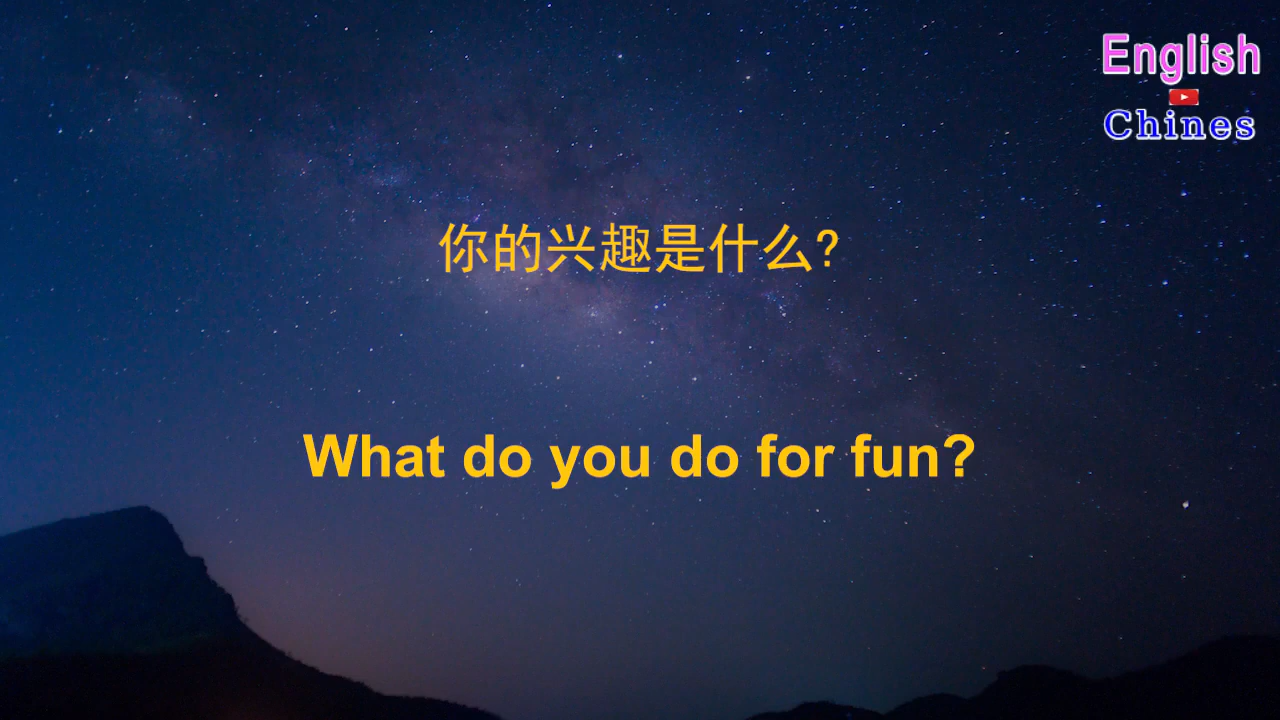 English
Chines
你的兴趣是什么?
What do you do for fun?